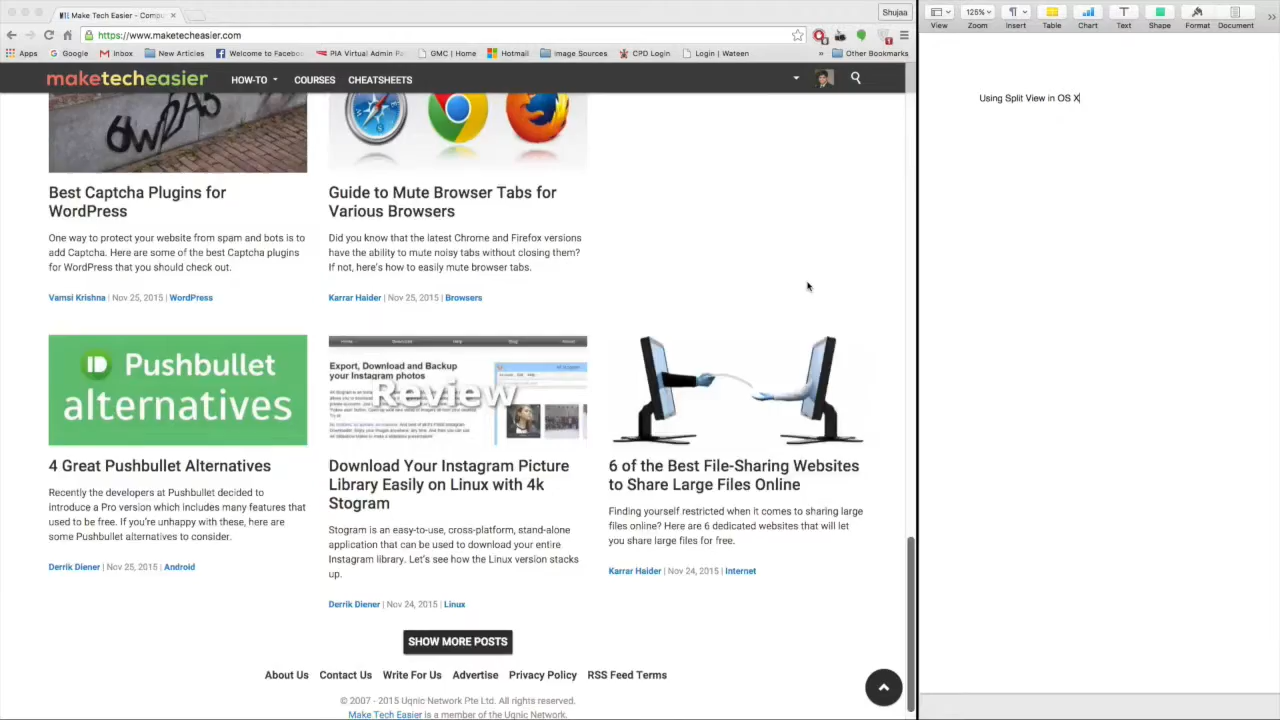 Make Tech Easier - Compu
Shujaa
https://www.maketecheasier.com
Apps
Google
Inbox
New folder
Welcome to Facebo
PIA Virtual Admin Pa
GMC | Home
Hotmail
Image Sources
CPD Login
Login | Wateen
»
Other Bookmarks
maketecheasier
HOW-TO
COURSES
CHEATSHEETS
View
125%
Zoom
Insert
Table
Chart
Text
Shape
Format
Document
Using Split View in OS X
Best Captcha Plugins for
WordPress
One way to protect your website from spam and bots is to
add Captcha. Here are some of the best Captcha plugins
for WordPress that you should check out.
Vamsi Krishna | Nov 25, 2015 | WordPress
Guide to Mute Browser Tabs for
Various Browsers
Did you know that the latest Chrome and Firefox versions
have the ability to mute noisy tabs without closing them?
If not, here's how to easily mute browser tabs.
Karrar Haider | Nov 25, 2015 | Browsers
Pushbullet
alternatives
4 Great Pushbullet Alternatives
Recently the developers at Pushbullet decided to
introduce a Pro version which includes many features that
used to be free. If you're unhappy with these, here are
some Pushbullet alternatives to consider.
Derrik Diener | Nov 25, 2015 | Android
Export, Download and Backup
your Instagram photos
Review
Download Your Instagram Picture
Library Easily on Linux with 4k
Stogram
Stogram is an easy-to-use, cross-platform, stand-alone
application that can be used to download your entire
Instagram library. Let's see how the Linux version stacks
up.
Derrik Diener | Nov 24, 2015 | Linux
6 of the Best File-Sharing Websites
to Share Large Files Online
Finding yourself restricted when it comes to sharing large
files online? Here are 6 dedicated websites that will let
you share large files for free.
Karrar Haider | Nov 24, 2015 | Internet
SHOW MORE POSTS
About Us
Contact Us
Write For Us
Advertise
Privacy Policy
RSS Feed Terms
© 2007 - 2015 Uqnic Network Pte Ltd. All rights reserved.
Make Tech Easier is a member of the Uqnic Network.